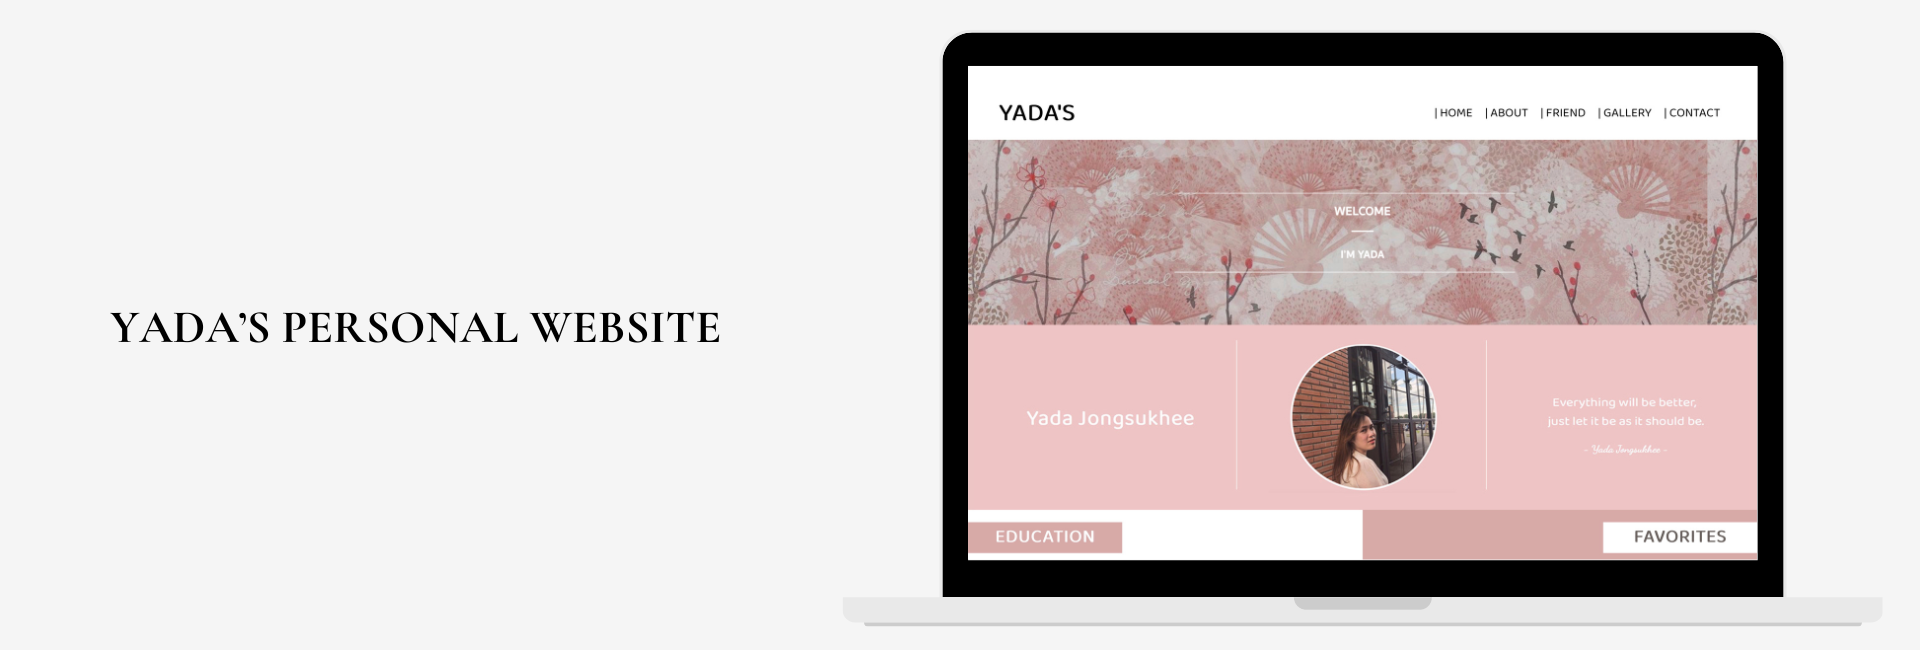 YADA’S PERSONAL WEBSITE
YADA'S
| HOME | ABOUT | FRIEND | GALLERY | CONTACT
WELCOME
I'M YADA
Yada Jongsukhee
Everything will be better,
just let it be as it should be.
- Yada Jongsukhee -
EDUCATION
FAVORITES